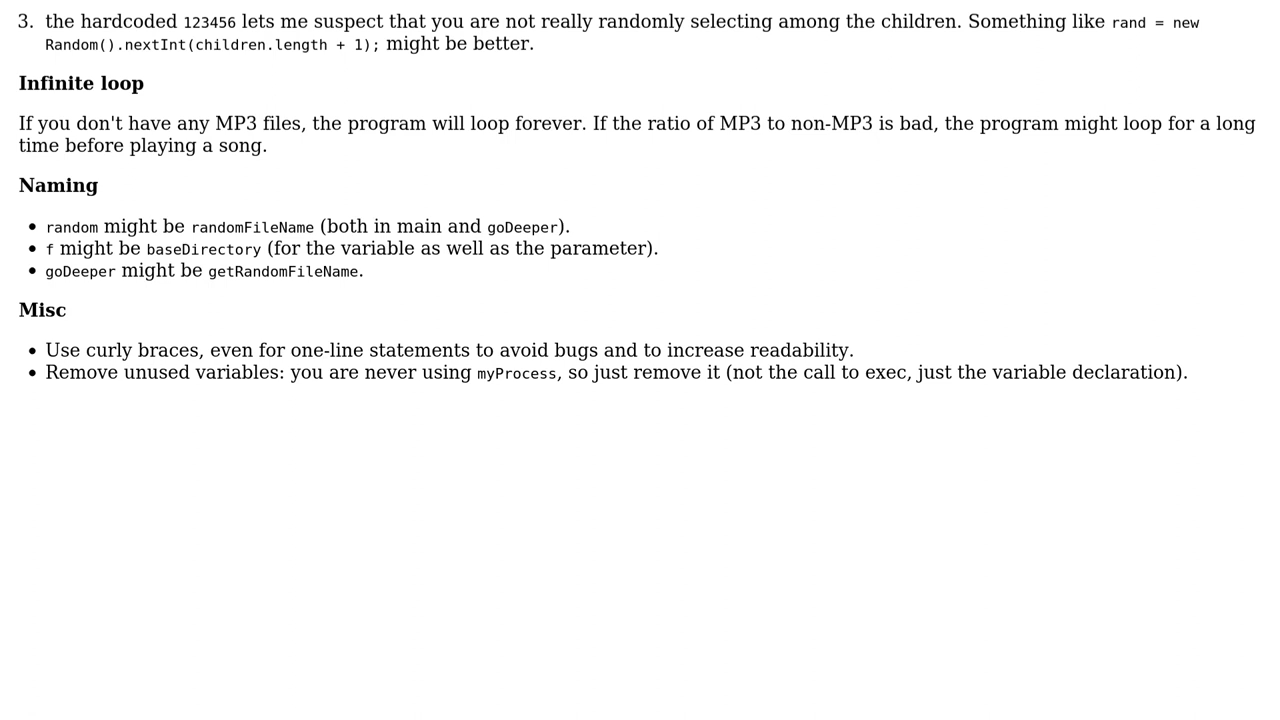 3. the hardcoded 123456 lets me suspect that you are not really randomly selecting among the children. Something like rand = new
Random().nextInt(children.length + 1); might be better.
Infinite loop
If you don't have any MP3 files, the program will loop forever. If the ratio of MP3 to non-MP3 is bad, the program might loop for a long
time before playing a song.
Naming
• random might be randomFileName (both in main and goDeeper).
• f might be baseDirectory (for the variable as well as the parameter).
• goDeeper might be getRandomFileName.
Misc
• Use curly braces, even for one-line statements to avoid bugs and to increase readability.
• Remove unused variables: you are never using myProcess, so just remove it (not the call to exec, just the variable declaration).